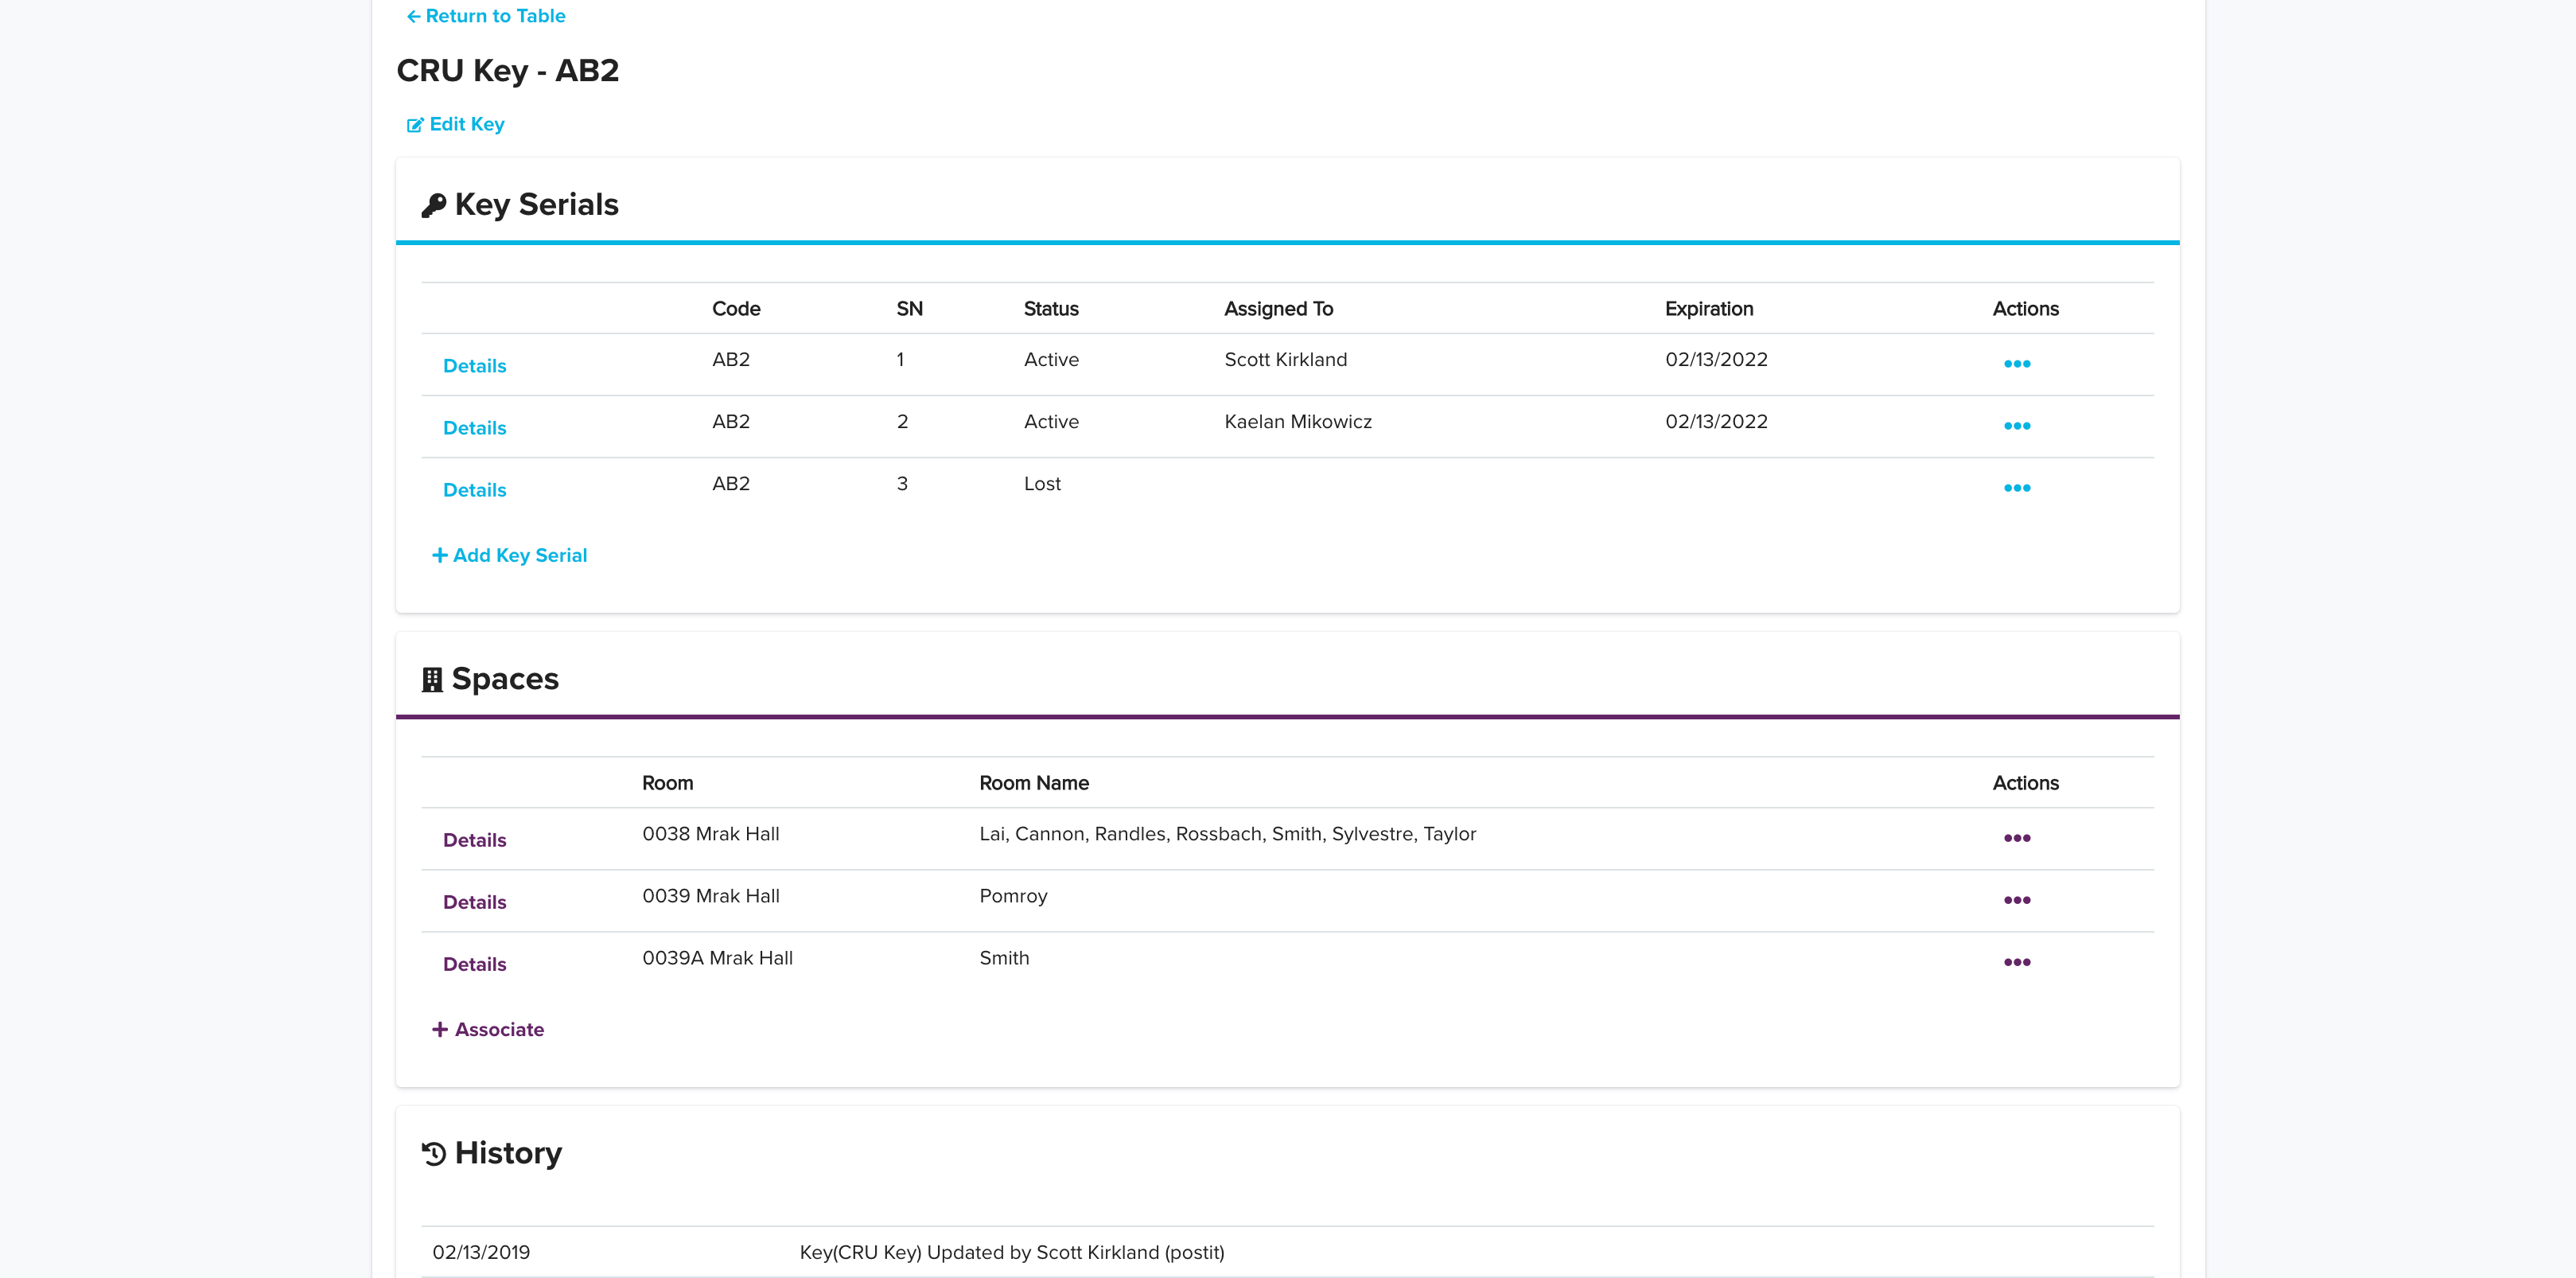 Return to Table
CRU Key - AB2
Edit Key
Key Serials
Code SN Status Assigned To Expiration Actions
Details AB2 1 Active Scott Kirkland 02/13/2022
Details AB2 2 Active Kaelan Mikowicz 02/13/2022
Details AB2 3 Lost
Add Key Serial
Spaces
Room Room Name Actions
Details 0038 Mrak Hall Lai, Cannon, Randles, Rossbach, Smith, Sylvestre, Taylor
Details 0039 Mrak Hall Pomroy
Details 0039A Mrak Hall Smith
Associate
History
02/13/2019 Key(CRU Key) Updated by Scott Kirkland (postit)